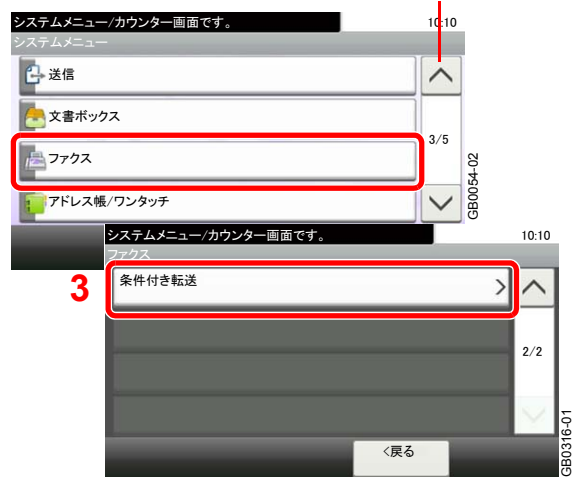 システムメニュー/カウンター画面です。
10:10
システムメニュー
送信
文書ボックス
ファクス
アドレス帳/ワンタッチ
3/5
GB0054-02
システムメニュー/カウンター画面です。
10:10
ファクス
3
条件付き転送
2/2
<戻る
GB0316-01